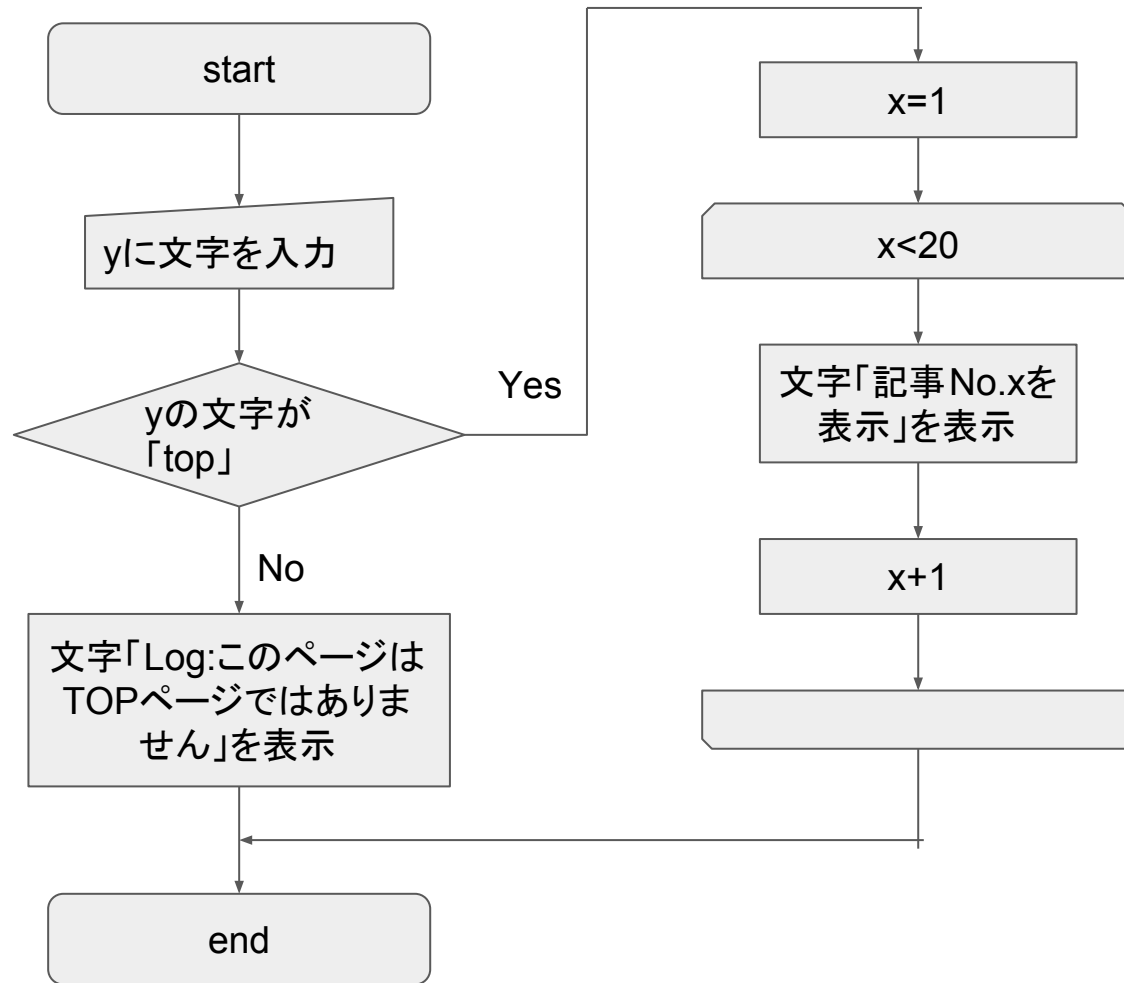 start
yに文字を入力
yの文字が
「top」
Yes
No
文字「Log:このページは
TOPページではありま
せん」を表示
end
x=1
x<20
文字「記事No.xを
表示」を表示
x+1